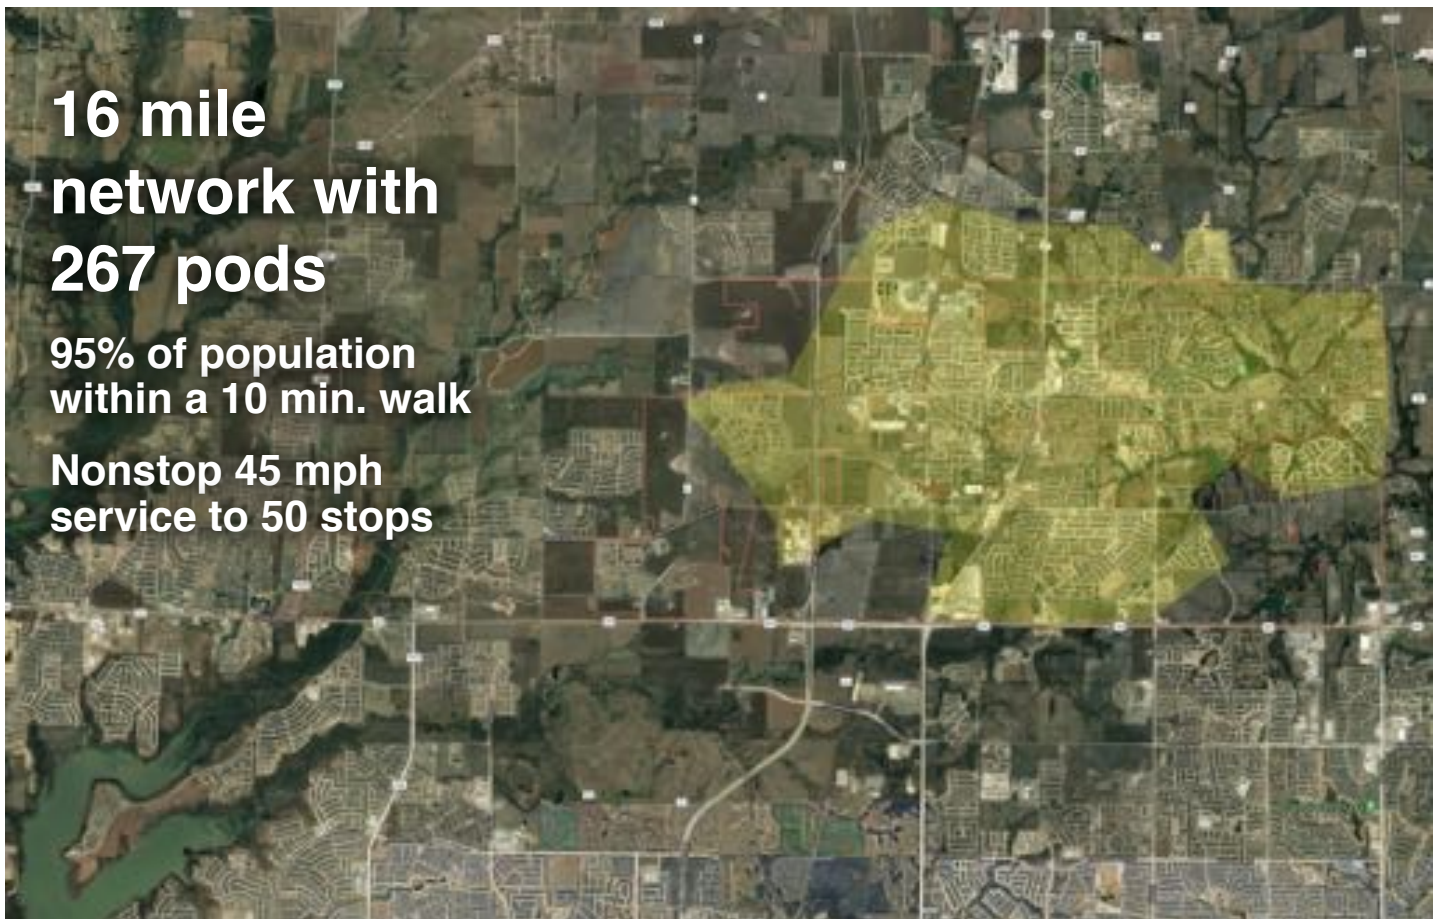 16 mile
network with
267 pods
95% of population
within a 10 min. walk
Nonstop 45 mph
service to 50 stops